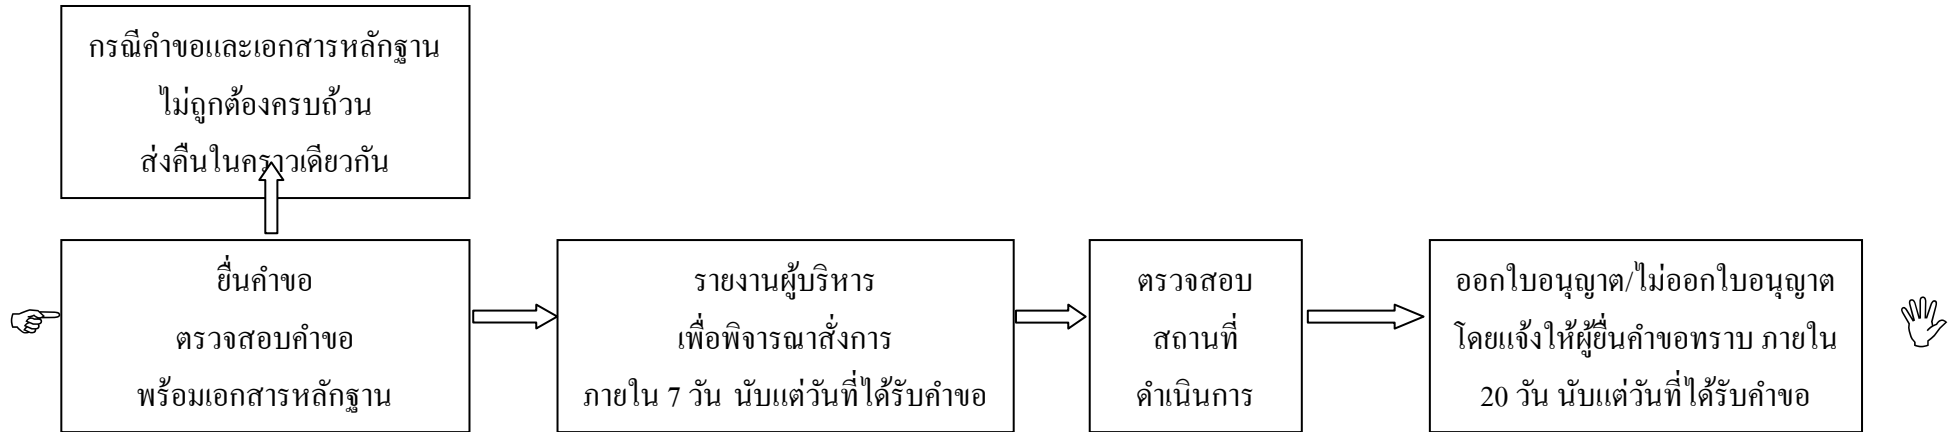 กรณีคำขอและเอกสารหลักฐาน
ไม่ถูกต้องครบถ้วน
ส่งคืนในคราวเดียวกัน
ยื่นคำขอ
ตรวจสอบคำขอ
พร้อมเอกสารหลักฐาน
รายงานผู้บริหาร
เพื่อพิจารณาสั่งการ
ภายใน 7 วัน นับแต่วันที่ได้รับคำขอ
ตรวจสอบ
สถานที่
ดำเนินการ
ออกใบอนุญาต/ไม่ออกใบอนุญาต
โดยแจ้งให้ผู้ยื่นคำขอทราบ ภายใน
20 วัน นับแต่วันที่ได้รับคำขอ